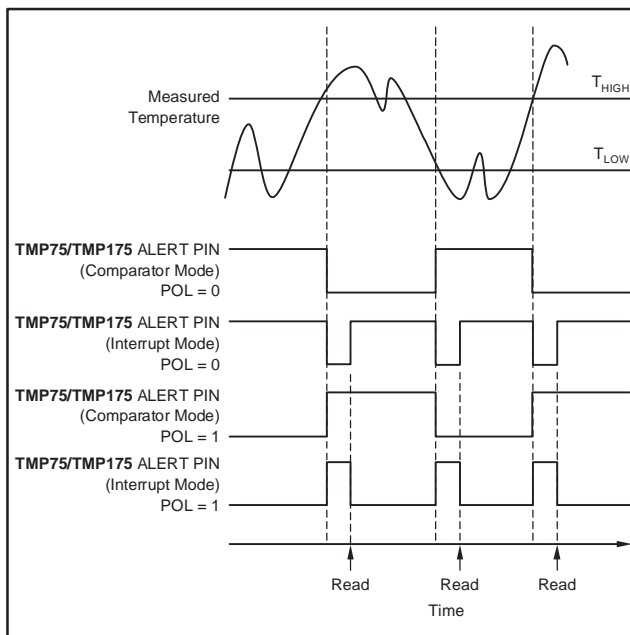 Measured
Temperature
T_HIGH
T_LOW
TMP75/TMP175 ALERT PIN
(Comparator Mode)
POL = 0
TMP75/TMP175 ALERT PIN
(Interrupt Mode)
POL = 0
TMP75/TMP175 ALERT PIN
(Comparator Mode)
POL = 1
TMP75/TMP175 ALERT PIN
(Interrupt Mode)
POL = 1
Read Read Read
Time